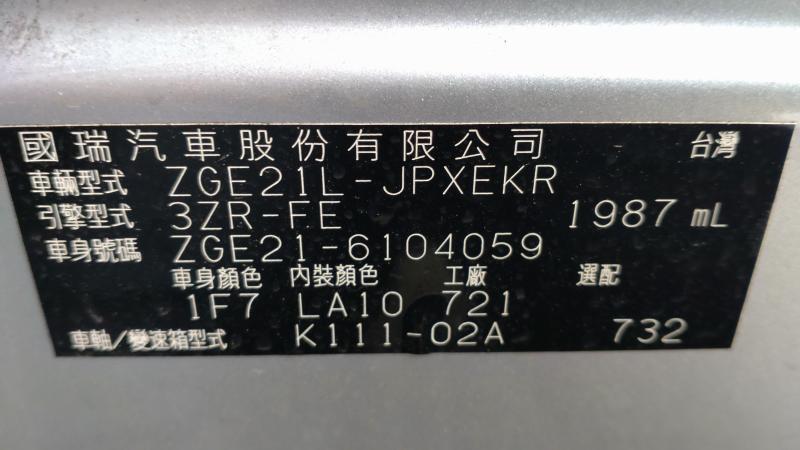 國瑞汽車股份有限公司 台灣
車輛型式 ZGE21L-JPXEKR
引擎型式 3ZR-FE 1987 mL
車身號碼 ZGE21-6104059
車身顏色 內裝顏色 工廠 選配
1F7 LA10 721
車軸/變速箱型式 K111-02A 732